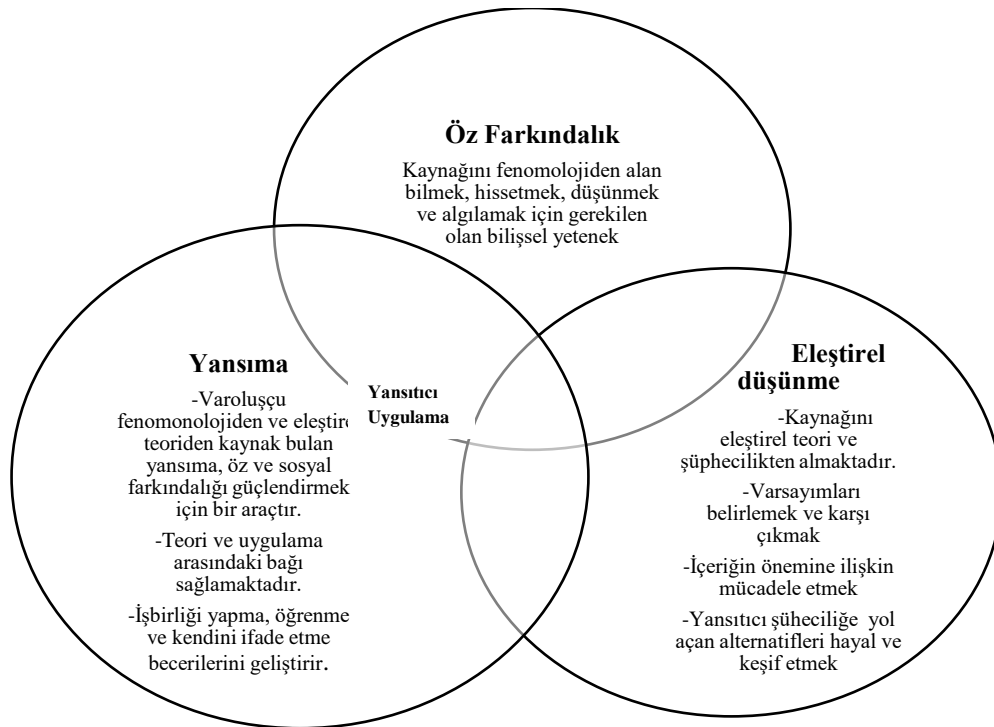 Öz Farkındalık
Kaynağını fenomolojiden alan
bilmek, hissetmek, düşünmek
ve algılamak için gerekilen
olan bilişsel yetenek
Yansıma
-Varoluşçu
fenomonolojiden ve eleştire
teoriden kaynak bulan
yansıma, öz ve sosyal
farkındalığı güçlendirmek
için bir araçtır.
-Teori ve uygulama
arasındaki bağı
sağlamaktadır.
-İşbirliği yapma, öğrenme
ve kendini ifade etme
becerilerini geliştirir.
Yansıtıcı
Uygulama
Eleştirel
düşünme
-Kaynağını
eleştirel teori ve
şüphecilikten almaktadır.
-Varsayımları
belirlemek ve karşı
çıkmak
-İçeriğin önemine ilişkin
mücadele etmek
-Yansıtıcı şüheciliğe yol
açan alternatifleri hayal ve
keşif etmek